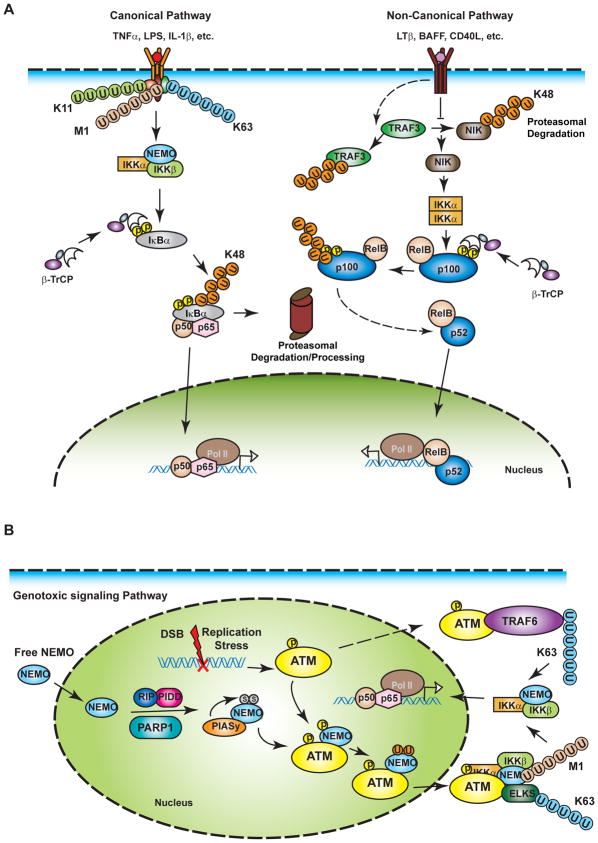 A
Canonical Pathway
TNFα, LPS, IL-1β, etc.
Non-Canonical Pathway
LTβ, BAFF, CD40L, etc.
K11
U U U U U U
M1
U U U U U U
U U U U U U
K63
NEMO
IKKα
IKKβ
β-TrCP
P P
IκBα
K48
U U U U U U
P P
IκBα
p50
p65
Proteasomal
Degradation/Processing
TRAF3
U U U U U U
TRAF3
NIK
U U U U U U
K48
Proteasomal
Degradation
NIK
IKKα
IKKα
U U U U U U
P P
RelB
p100
RelB
P P
p100
β-TrCP
RelB
p52
p50
p65
Pol II
Pol II
RelB
p52
Nucleus
B
Genotoxic signaling Pathway
Free NEMO
NEMO
NEMO
RIP
PIDD
PARP1
DSB
Replication
Stress
S S
NEMO
PIASy
P
ATM
P
P
NEMO
ATM
P
U U
NEMO
ATM
p50
p65
Pol II
P
ATM
TRAF6
U U U U U U
K63
NEMO
IKKα
IKKβ
P
ATM
IKKα
IKKβ
NEMO
U U U U U U
M1
ELKS
U U U U U U
K63
Nucleus